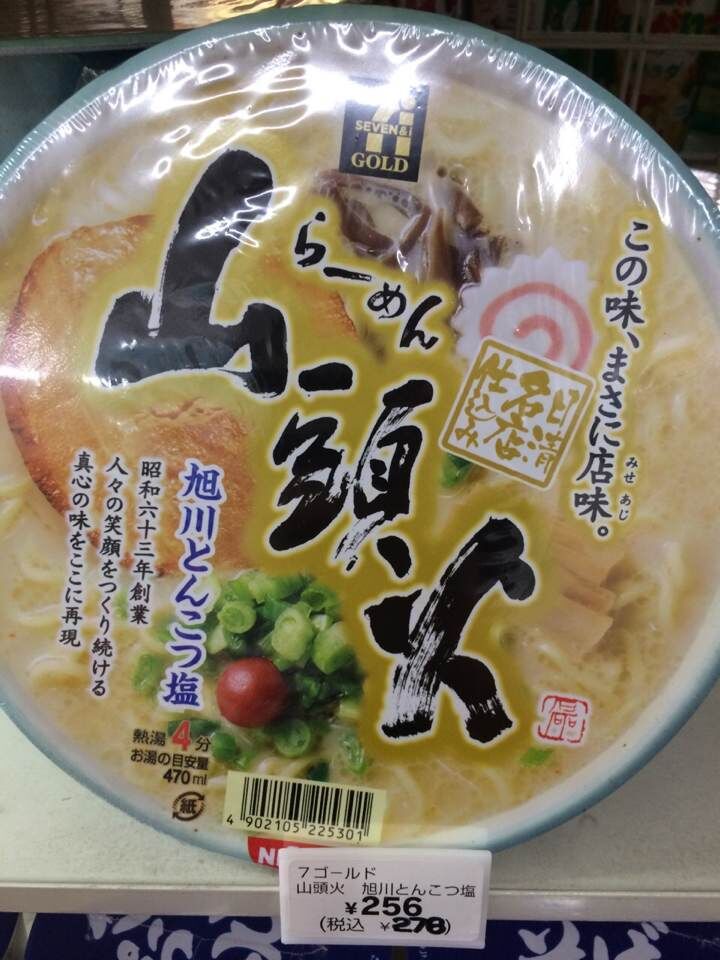 SEVEN&i
GOLD
らーめん
山頭火
この味、まさに店味。
みせ あじ
日清
名店
仕込み
旭川とんこつ塩
昭和六十三年創業
人々の笑顔をつくり続ける
真心の味をここに再現
熱湯4分
お湯の目安量
470ml
紙
4 902105 225301
7ゴールド
山頭火 旭川とんこつ塩
¥256
(税込 ¥276)